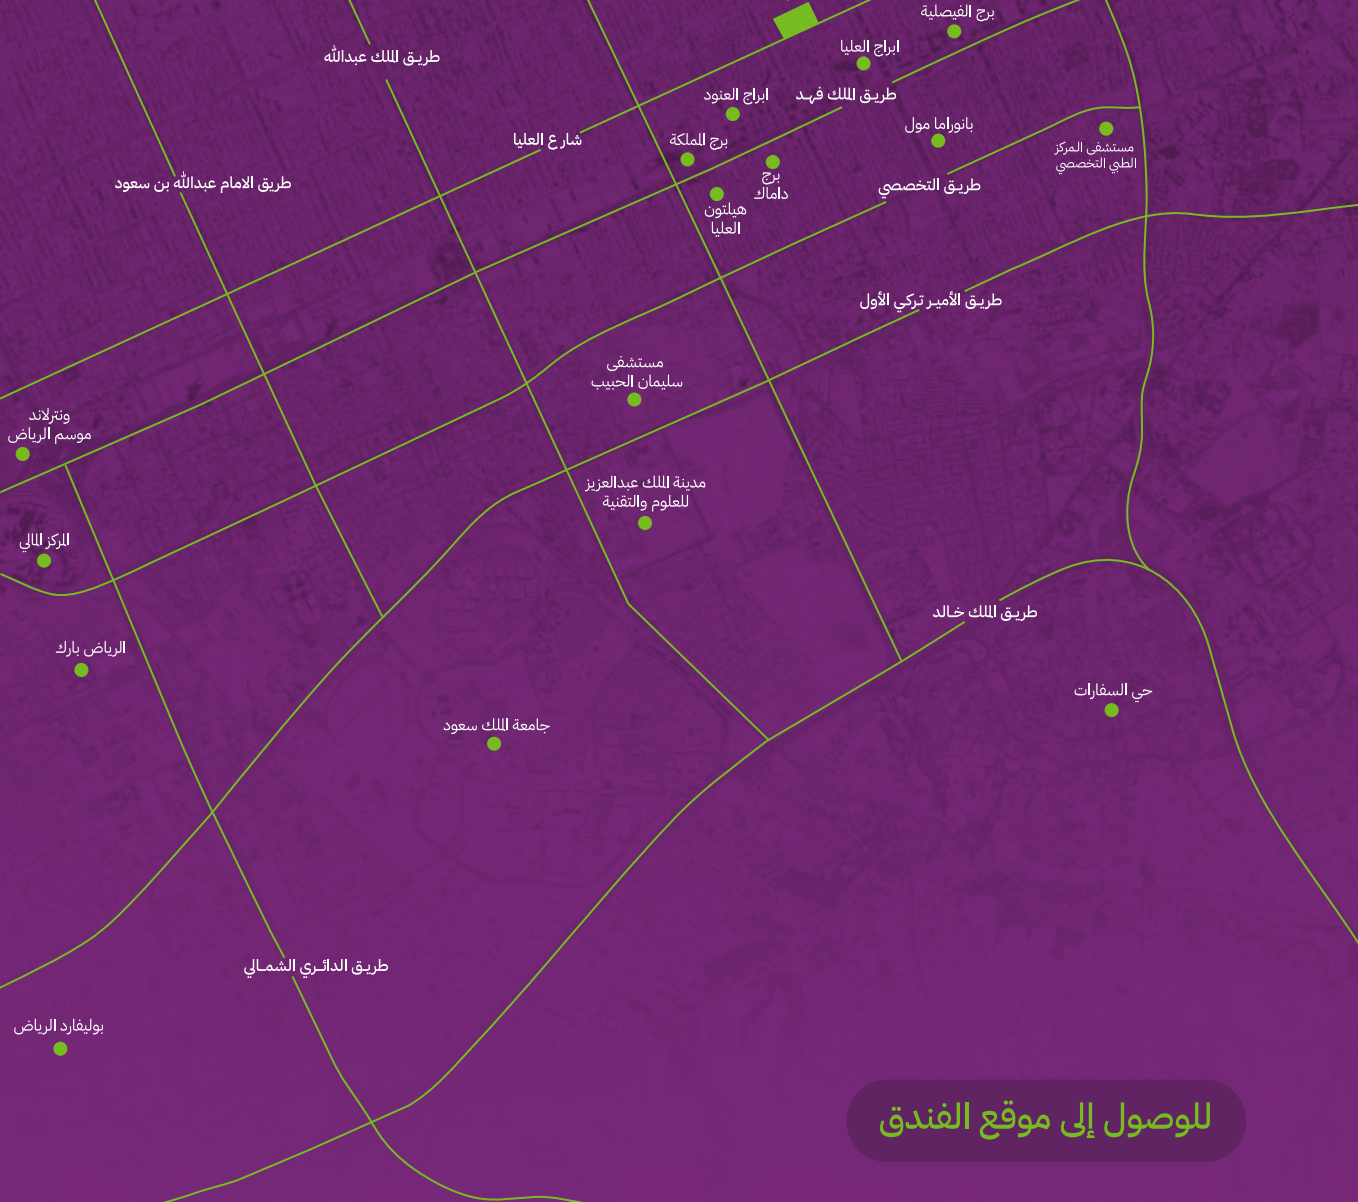 برج الفيصلية
ابراج العليا
طريق الملك عبدالله
ابراج العنود
طريق الملك فهد
بانوراما مول
شارع العليا
برج المملكة
مستشفى المركز
الطبي التخصصي
برج
داماك
طريق التخصصي
طريق الامام عبدالله بن سعود
هيلتون
العليا
طريق الأمير تركي الأول
مستشفى
سليمان الحبيب
ونترلاند
موسم الرياض
مدينة الملك عبدالعزيز
للعلوم والتقنية
المركز المالي
طريق الملك خالد
الرياض بارك
حي السفارات
جامعة الملك سعود
طريق الدائري الشمالي
بوليفارد الرياض
للوصول إلى موقع الفندق